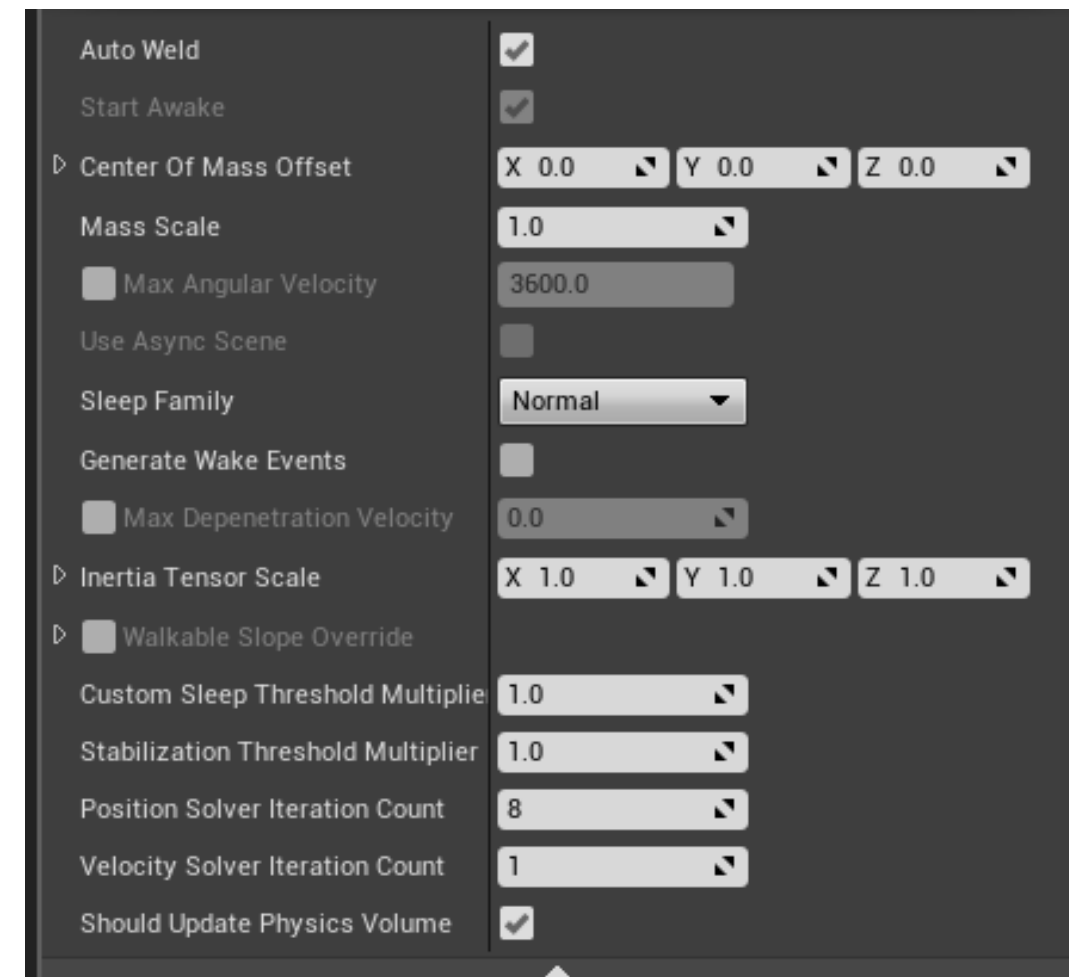 Auto Weld
Start Awake
Center Of Mass Offset X 0.0 Y 0.0 Z 0.0
Mass Scale 1.0
Max Angular Velocity 3600.0
Use Async Scene
Sleep Family Normal
Generate Wake Events
Max Depenetration Velocity 0.0
Inertia Tensor Scale X 1.0 Y 1.0 Z 1.0
Walkable Slope Override
Custom Sleep Threshold Multiplie 1.0
Stabilization Threshold Multiplier 1.0
Position Solver Iteration Count 8
Velocity Solver Iteration Count 1
Should Update Physics Volume